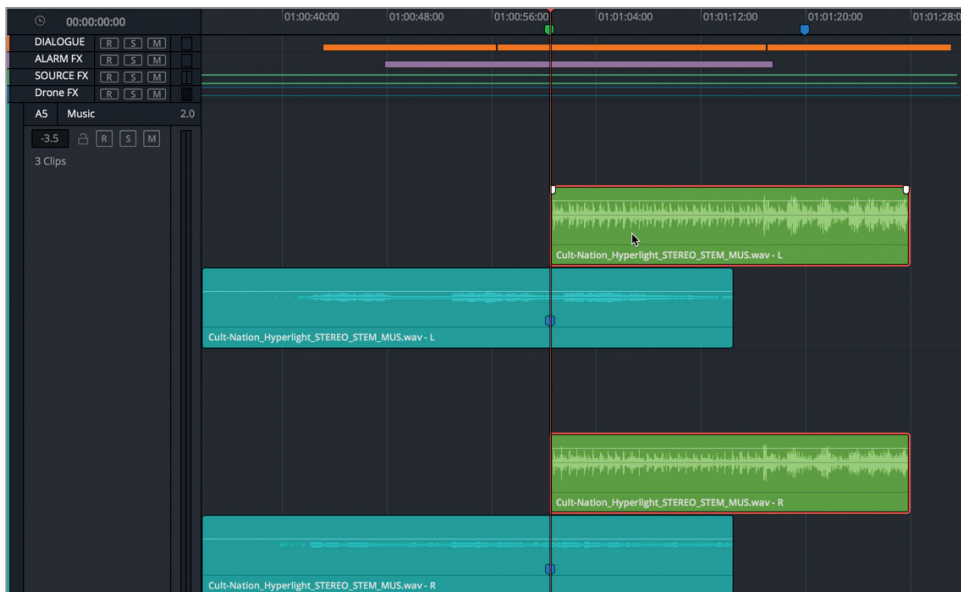 00:00:00:00 01:00:40:00 01:00:48:00 01:00:56:00 01:01:04:00 01:01:12:00 01:01:20:00 01:01:28:0
DIALOGUE R S M
ALARM FX R S M
SOURCE FX R S M
Drone FX R S M
A5 Music 2.0
-3.5 R S M
3 Clips
Cult-Nation_Hyperlight_STEREO_STEM_MUS.wav - L
Cult-Nation_Hyperlight_STEREO_STEM_MUS.wav - L
Cult-Nation_Hyperlight_STEREO_STEM_MUS.wav - R
Cult-Nation_Hyperlight_STEREO_STEM_MUS.wav - R